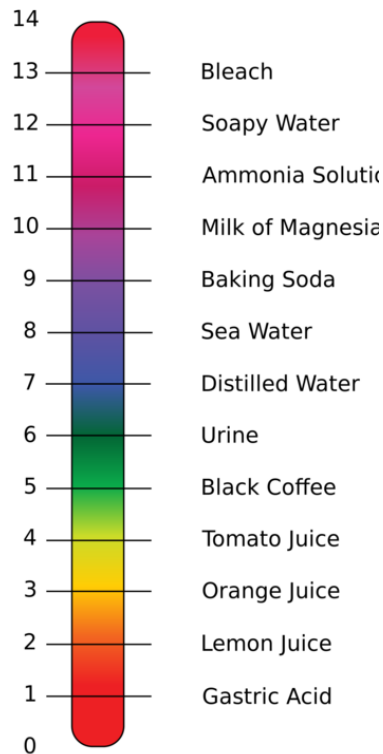 14
13 Bleach
12 Soapy Water
11 Ammonia Solutio
10 Milk of Magnesia
9 Baking Soda
8 Sea Water
7 Distilled Water
6 Urine
5 Black Coffee
4 Tomato Juice
3 Orange Juice
2 Lemon Juice
1 Gastric Acid
0